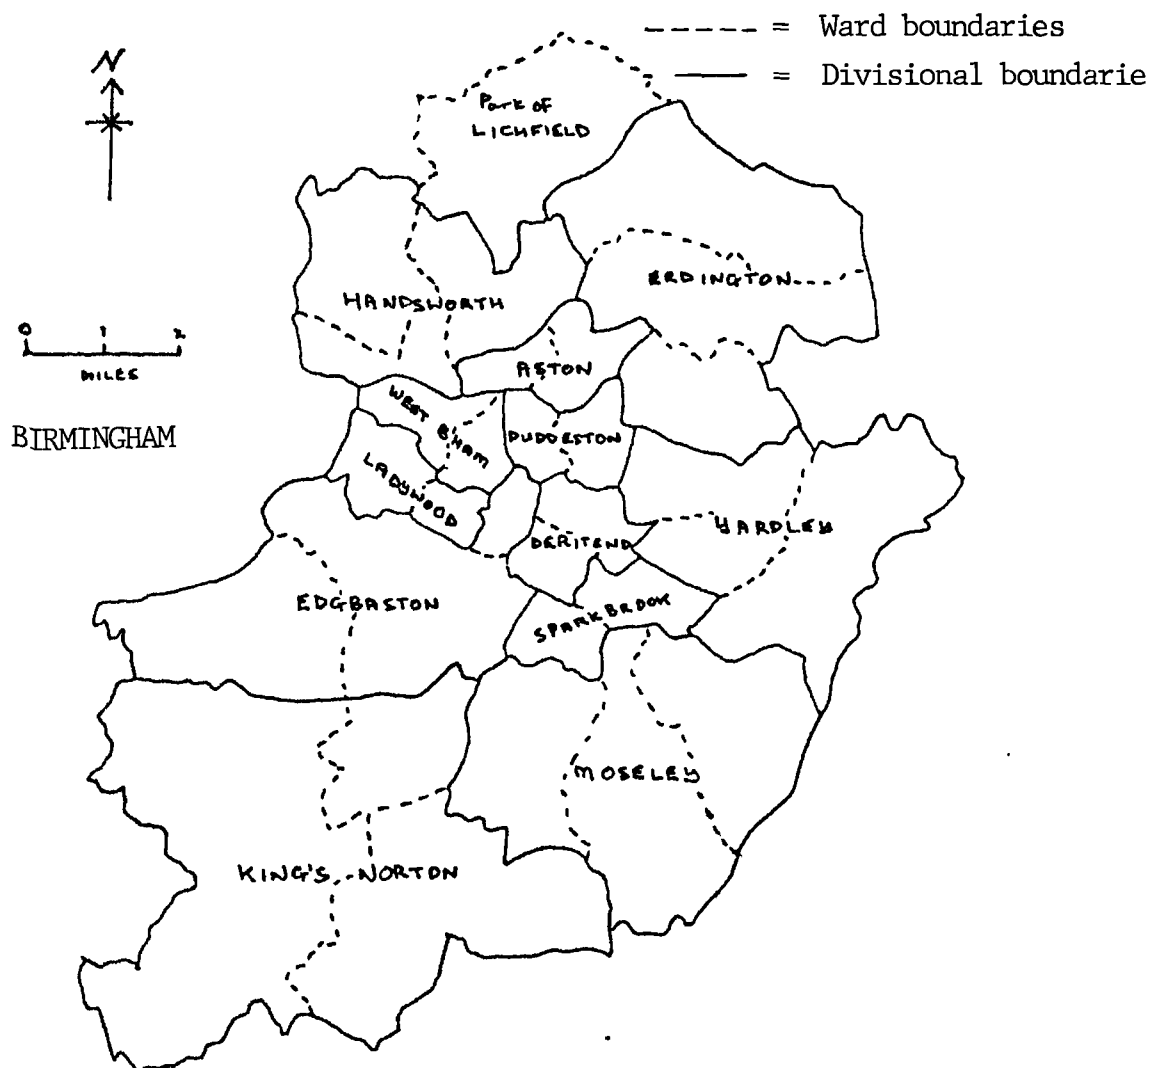 ----- = Ward boundaries
—— = Divisional boundarie
N
Park of
LICHFIELD
ERDINGTON
HANDSWORTH
0 1 2
MILES
ASTON
WEST B'HAM
BIRMINGHAM
DUDDESTON
LADYWOOD
YARDLEY
DERITEND
EDGBASTON
SPARKBROOK
MOSELEY
KING'S NORTON